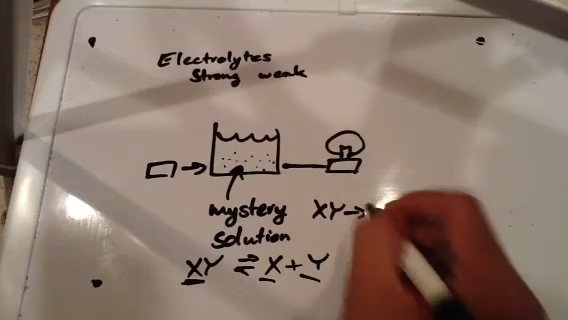 Electrolytes
Strong weak
mystery
solution
XY →
XY ⇌ X + Y